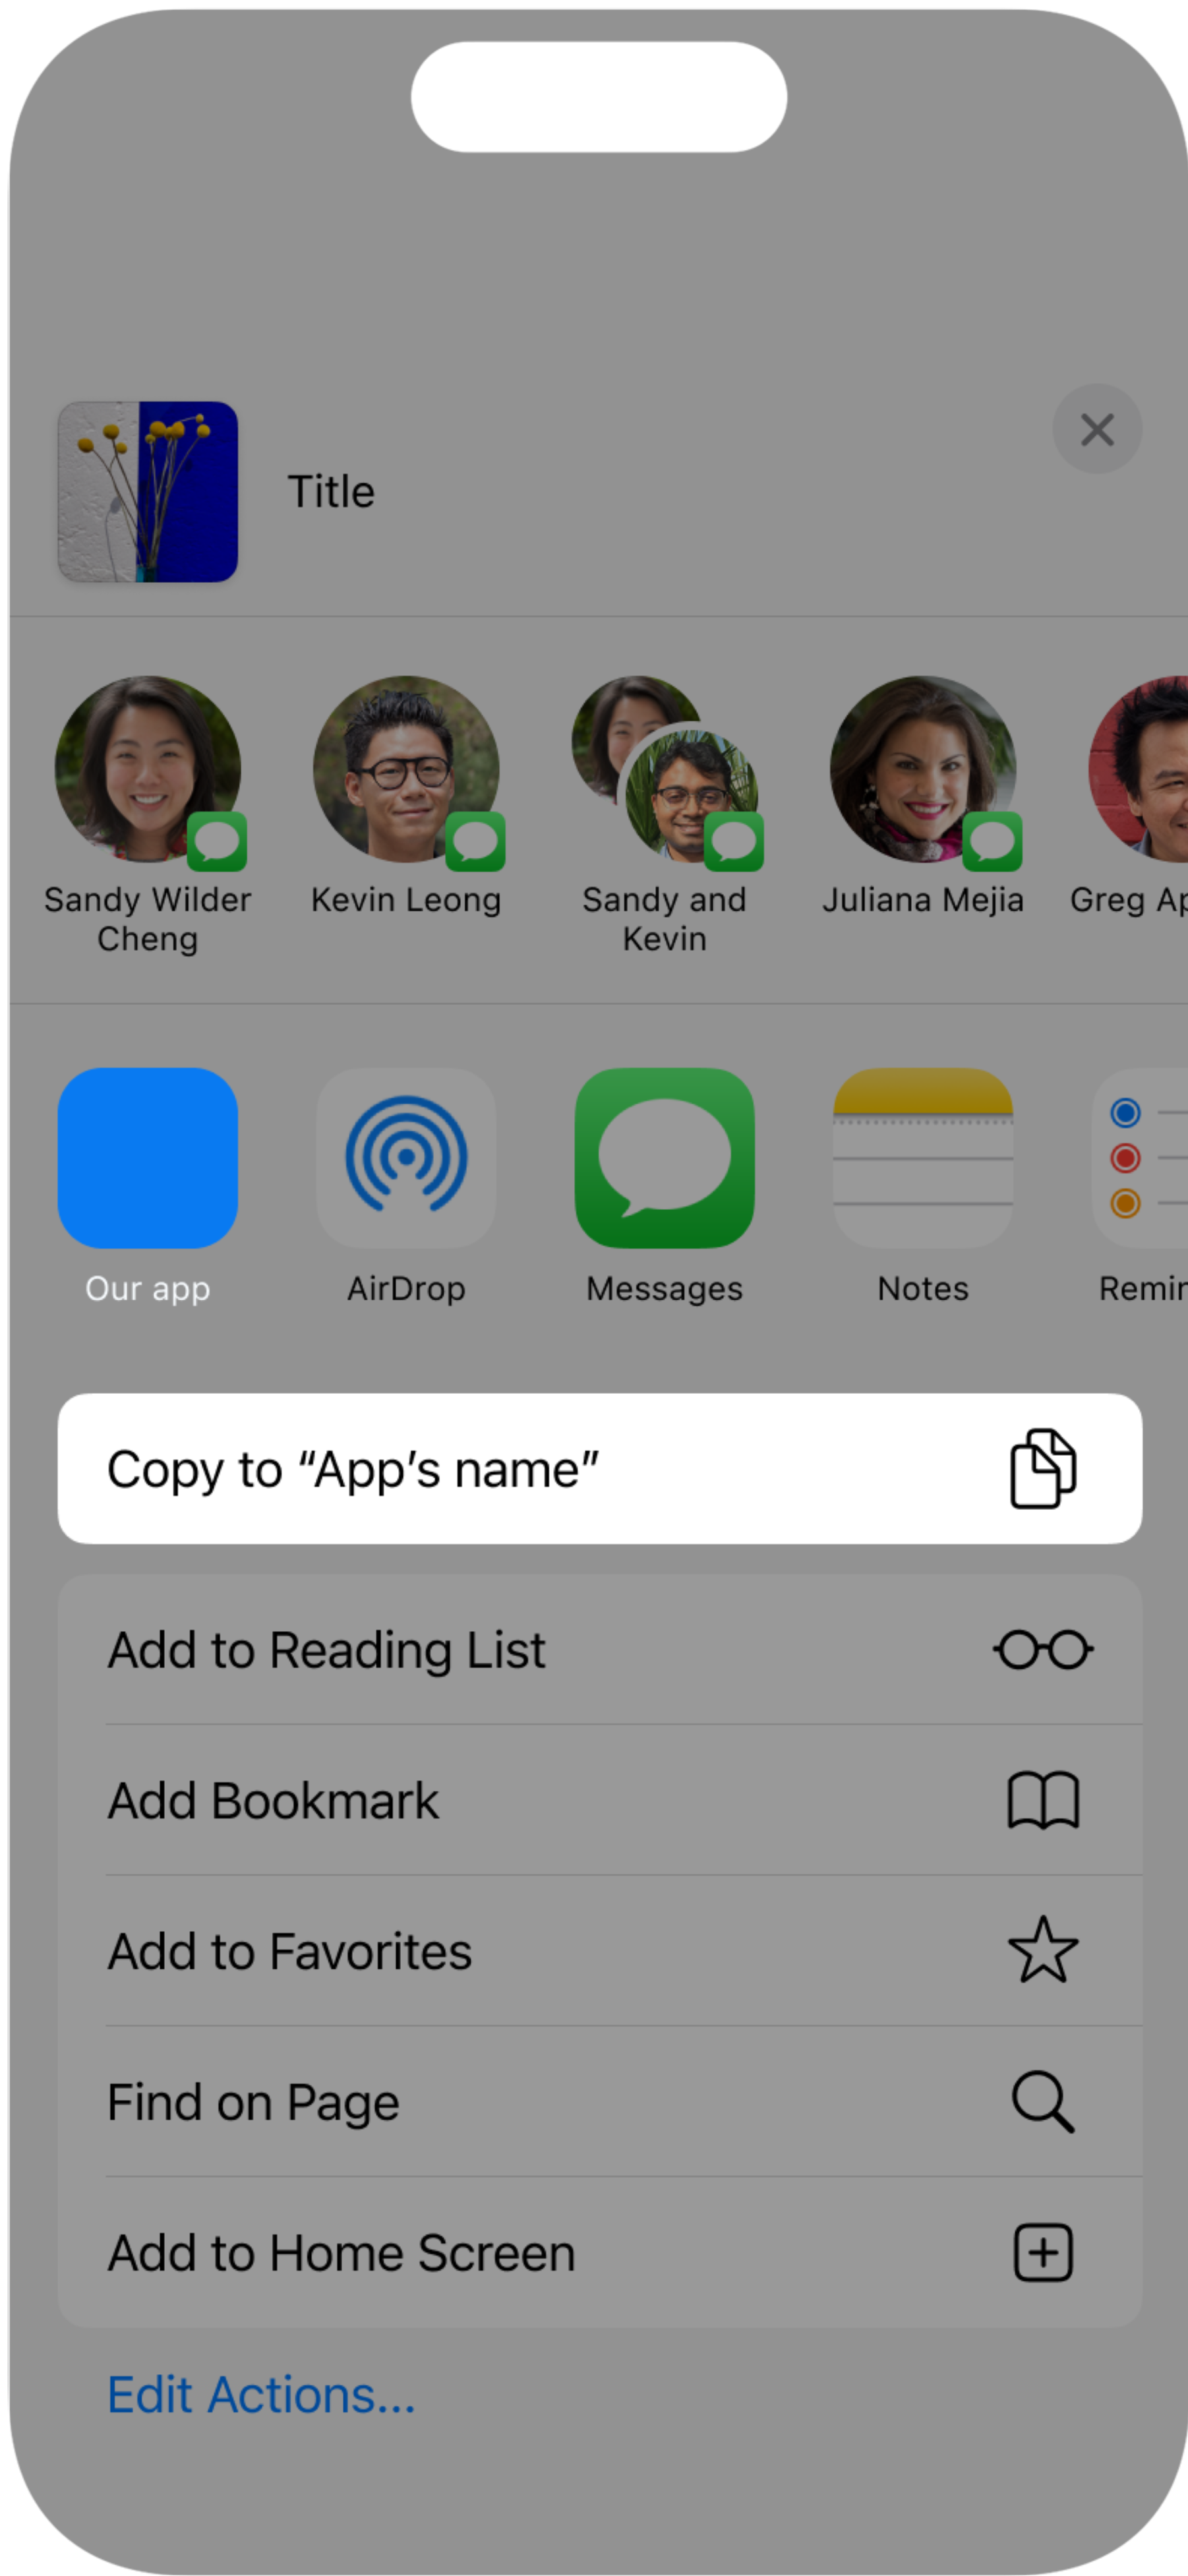 Title
Sandy Wilder
Cheng
Kevin Leong
Sandy and
Kevin
Juliana Mejia
Greg Ap
Our app
AirDrop
Messages
Notes
Remin
Copy to “App’s name”
Add to Reading List
Add Bookmark
Add to Favorites
Find on Page
Add to Home Screen
Edit Actions...